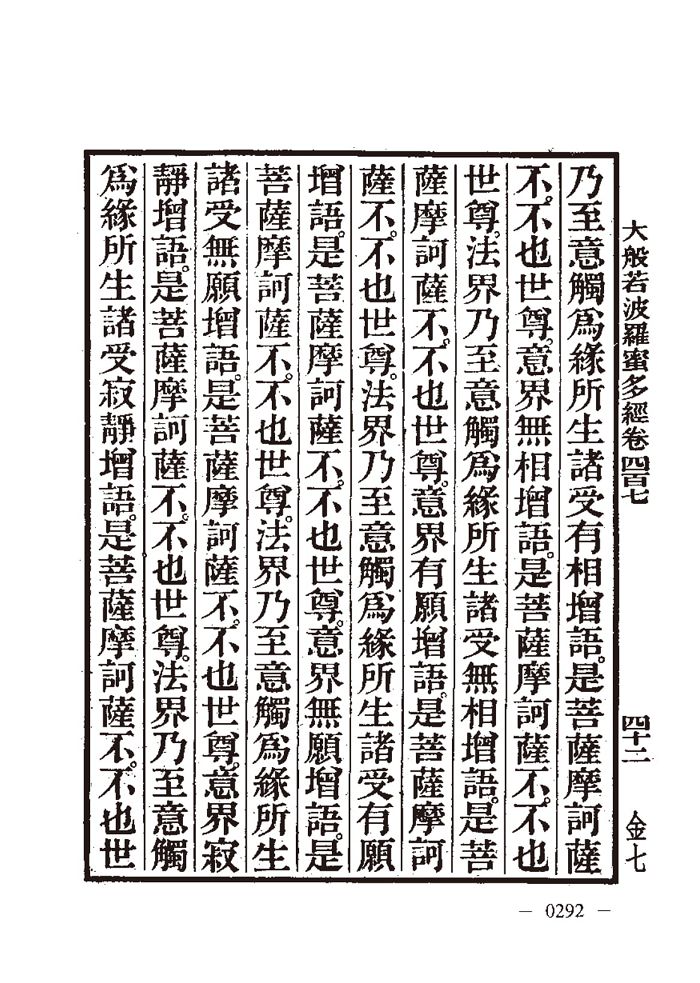 大般若波羅蜜多經卷四百七 四十二 金七
乃至意觸爲緣所生諸受有相增語。是菩薩摩訶薩
不。不也世尊。意界無相增語。是菩薩摩訶薩不。不也
世尊。法界乃至意觸爲緣所生諸受無相增語。是菩
薩摩訶薩不。不也世尊。意界有願增語。是菩薩摩訶
薩不。不也世尊。法界乃至意觸爲緣所生諸受有願
增語。是菩薩摩訶薩不。不也世尊。意界無願增語。是
菩薩摩訶薩不。不也世尊。法界乃至意觸爲緣所生
諸受無願增語。是菩薩摩訶薩不。不也世尊。意界寂
靜增語。是菩薩摩訶薩不。不也世尊。法界乃至意觸
爲緣所生諸受寂靜增語。是菩薩摩訶薩不。不也世
— 0292 —